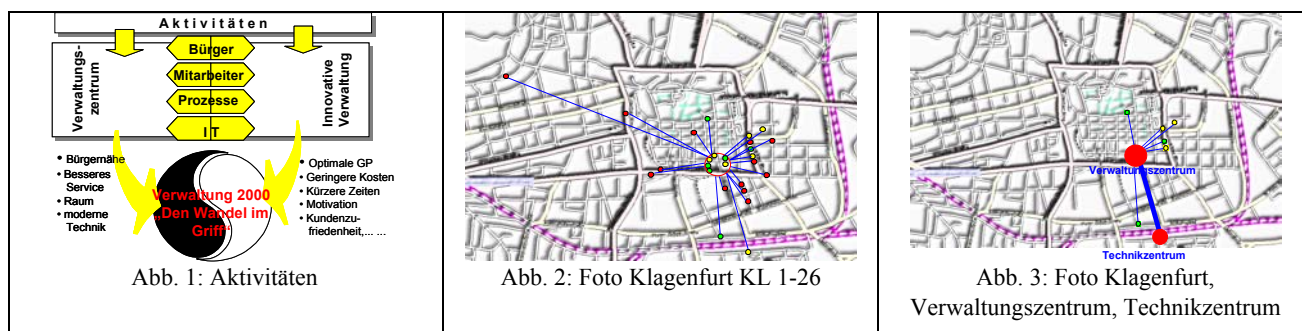 Aktivitäten
Verwaltungs-
zentrum
Bürger
Mitarbeiter
Prozesse
IT
Innovative
Verwaltung
• Bürgernähe
• Besseres
Service
• Raum
• moderne
Technik
Verwaltung 2000
„Den Wandel im
Griff“
• Optimale GP
• Geringere Kosten
• Kürzere Zeiten
• Motivation
• Kundenzu-
friedenheit,... ...
Abb. 1: Aktivitäten
Abb. 2: Foto Klagenfurt KL 1-26
Verwaltungszentrum
Technikzentrum
Abb. 3: Foto Klagenfurt,
Verwaltungszentrum, Technikzentrum